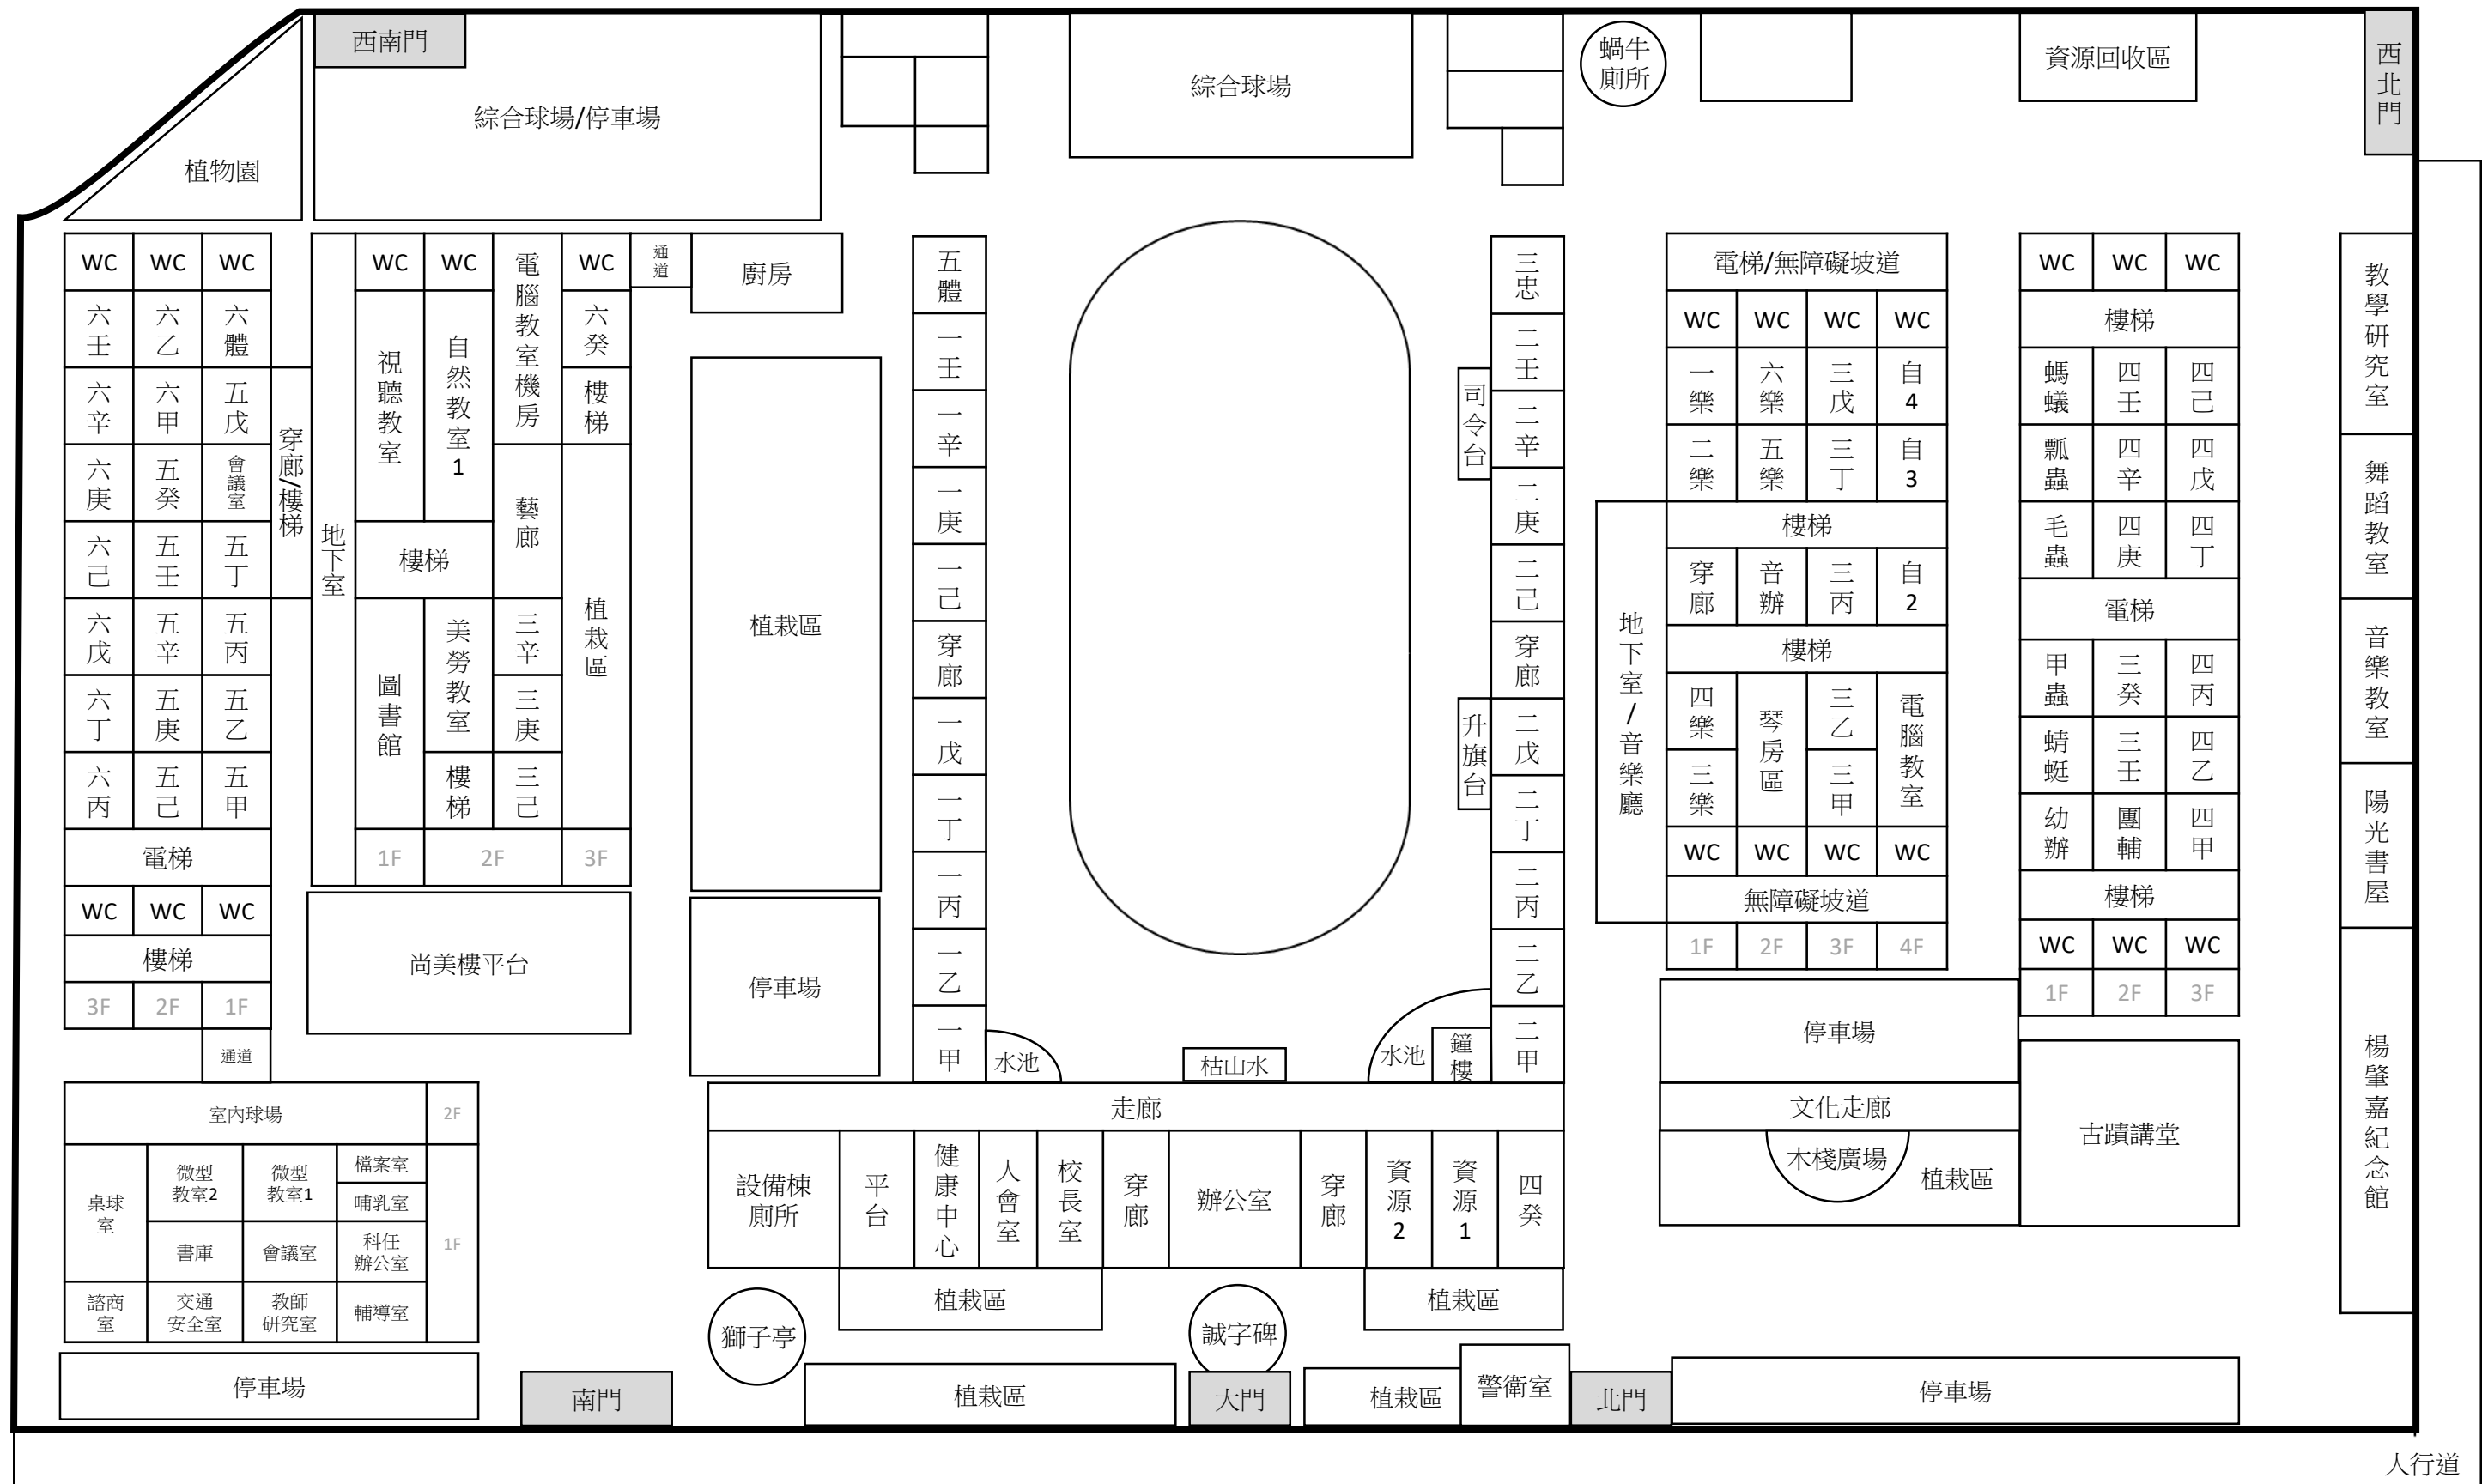 西南門
綜合球場/停車場
植物園
綜合球場
蝸牛
廁所
資源回收區
西北門
WC
WC
WC
六壬
六乙
六體
六辛
六甲
五戊
六庚
五癸
會議室
六己
五壬
五丁
六戊
五辛
五丙
六丁
五庚
五乙
六丙
五己
五甲
電梯
WC
WC
WC
樓梯
3F
2F
1F
通道
穿廊/樓梯
地下室
WC
WC
電腦教室機房
WC
視聽教室
自然教室1
六癸
樓梯
藝廊
樓梯
植栽區
圖書館
美勞教室
三辛
三庚
樓梯
三己
1F
2F
3F
尚美樓平台
通道
廚房
植栽區
停車場
五體
一壬
一辛
一庚
一己
穿廊
一戊
一丁
一丙
一乙
一甲
水池
枯山水
水池
鐘樓
司令台
升旗台
三忠
二壬
二辛
二庚
二己
穿廊
二戊
二丁
二丙
二乙
二甲
電梯/無障礙坡道
WC
WC
WC
WC
一樂
六樂
三戊
自4
二樂
五樂
三丁
自3
樓梯
穿廊
音辦
三丙
自2
樓梯
四樂
琴房區
三乙
電腦教室
三樂
三甲
WC
WC
WC
WC
無障礙坡道
1F
2F
3F
4F
地下室/音樂廳
WC
WC
WC
樓梯
螞蟻
四壬
四己
瓢蟲
四辛
四戊
毛蟲
四庚
四丁
電梯
甲蟲
三癸
四丙
蜻蜓
三壬
四乙
幼辦
團輔
四甲
樓梯
WC
WC
WC
1F
2F
3F
教學研究室
舞蹈教室
音樂教室
陽光書屋
楊肇嘉紀念館
停車場
文化走廊
木棧廣場
植栽區
古蹟講堂
室內球場
2F
桌球
室
微型
教室2
微型
教室1
檔案室
哺乳室
書庫
會議室
科任
辦公室
1F
諮商
室
交通
安全室
教師
研究室
輔導室
停車場
走廊
設備棟
廁所
平台
健康中心
人會室
校長室
穿廊
辦公室
穿廊
資源2
資源1
四癸
植栽區
植栽區
獅子亭
誠字碑
南門
植栽區
大門
植栽區
警衛室
北門
停車場
人行道